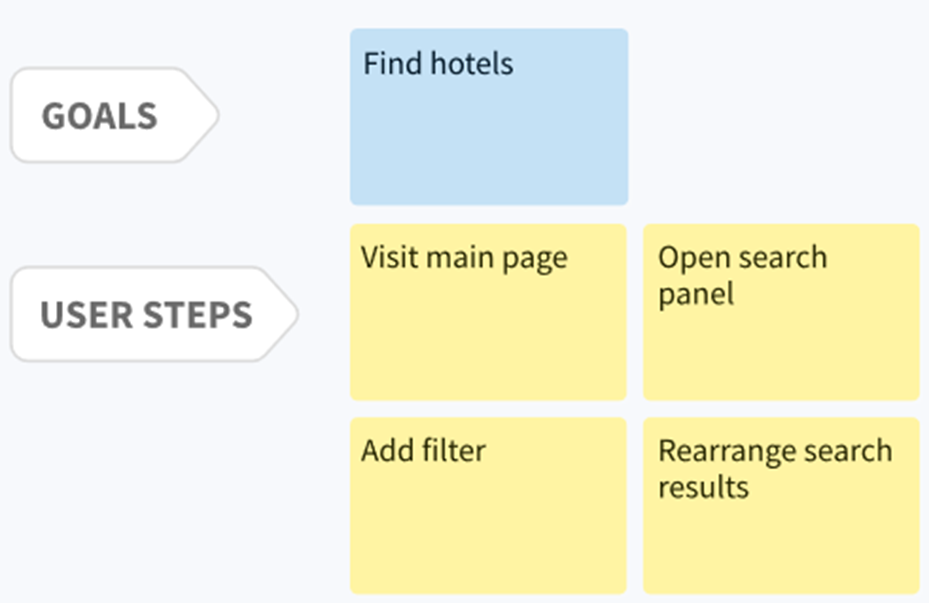 GOALS
Find hotels
USER STEPS
Visit main page
Open search
panel
Add filter
Rearrange search
results